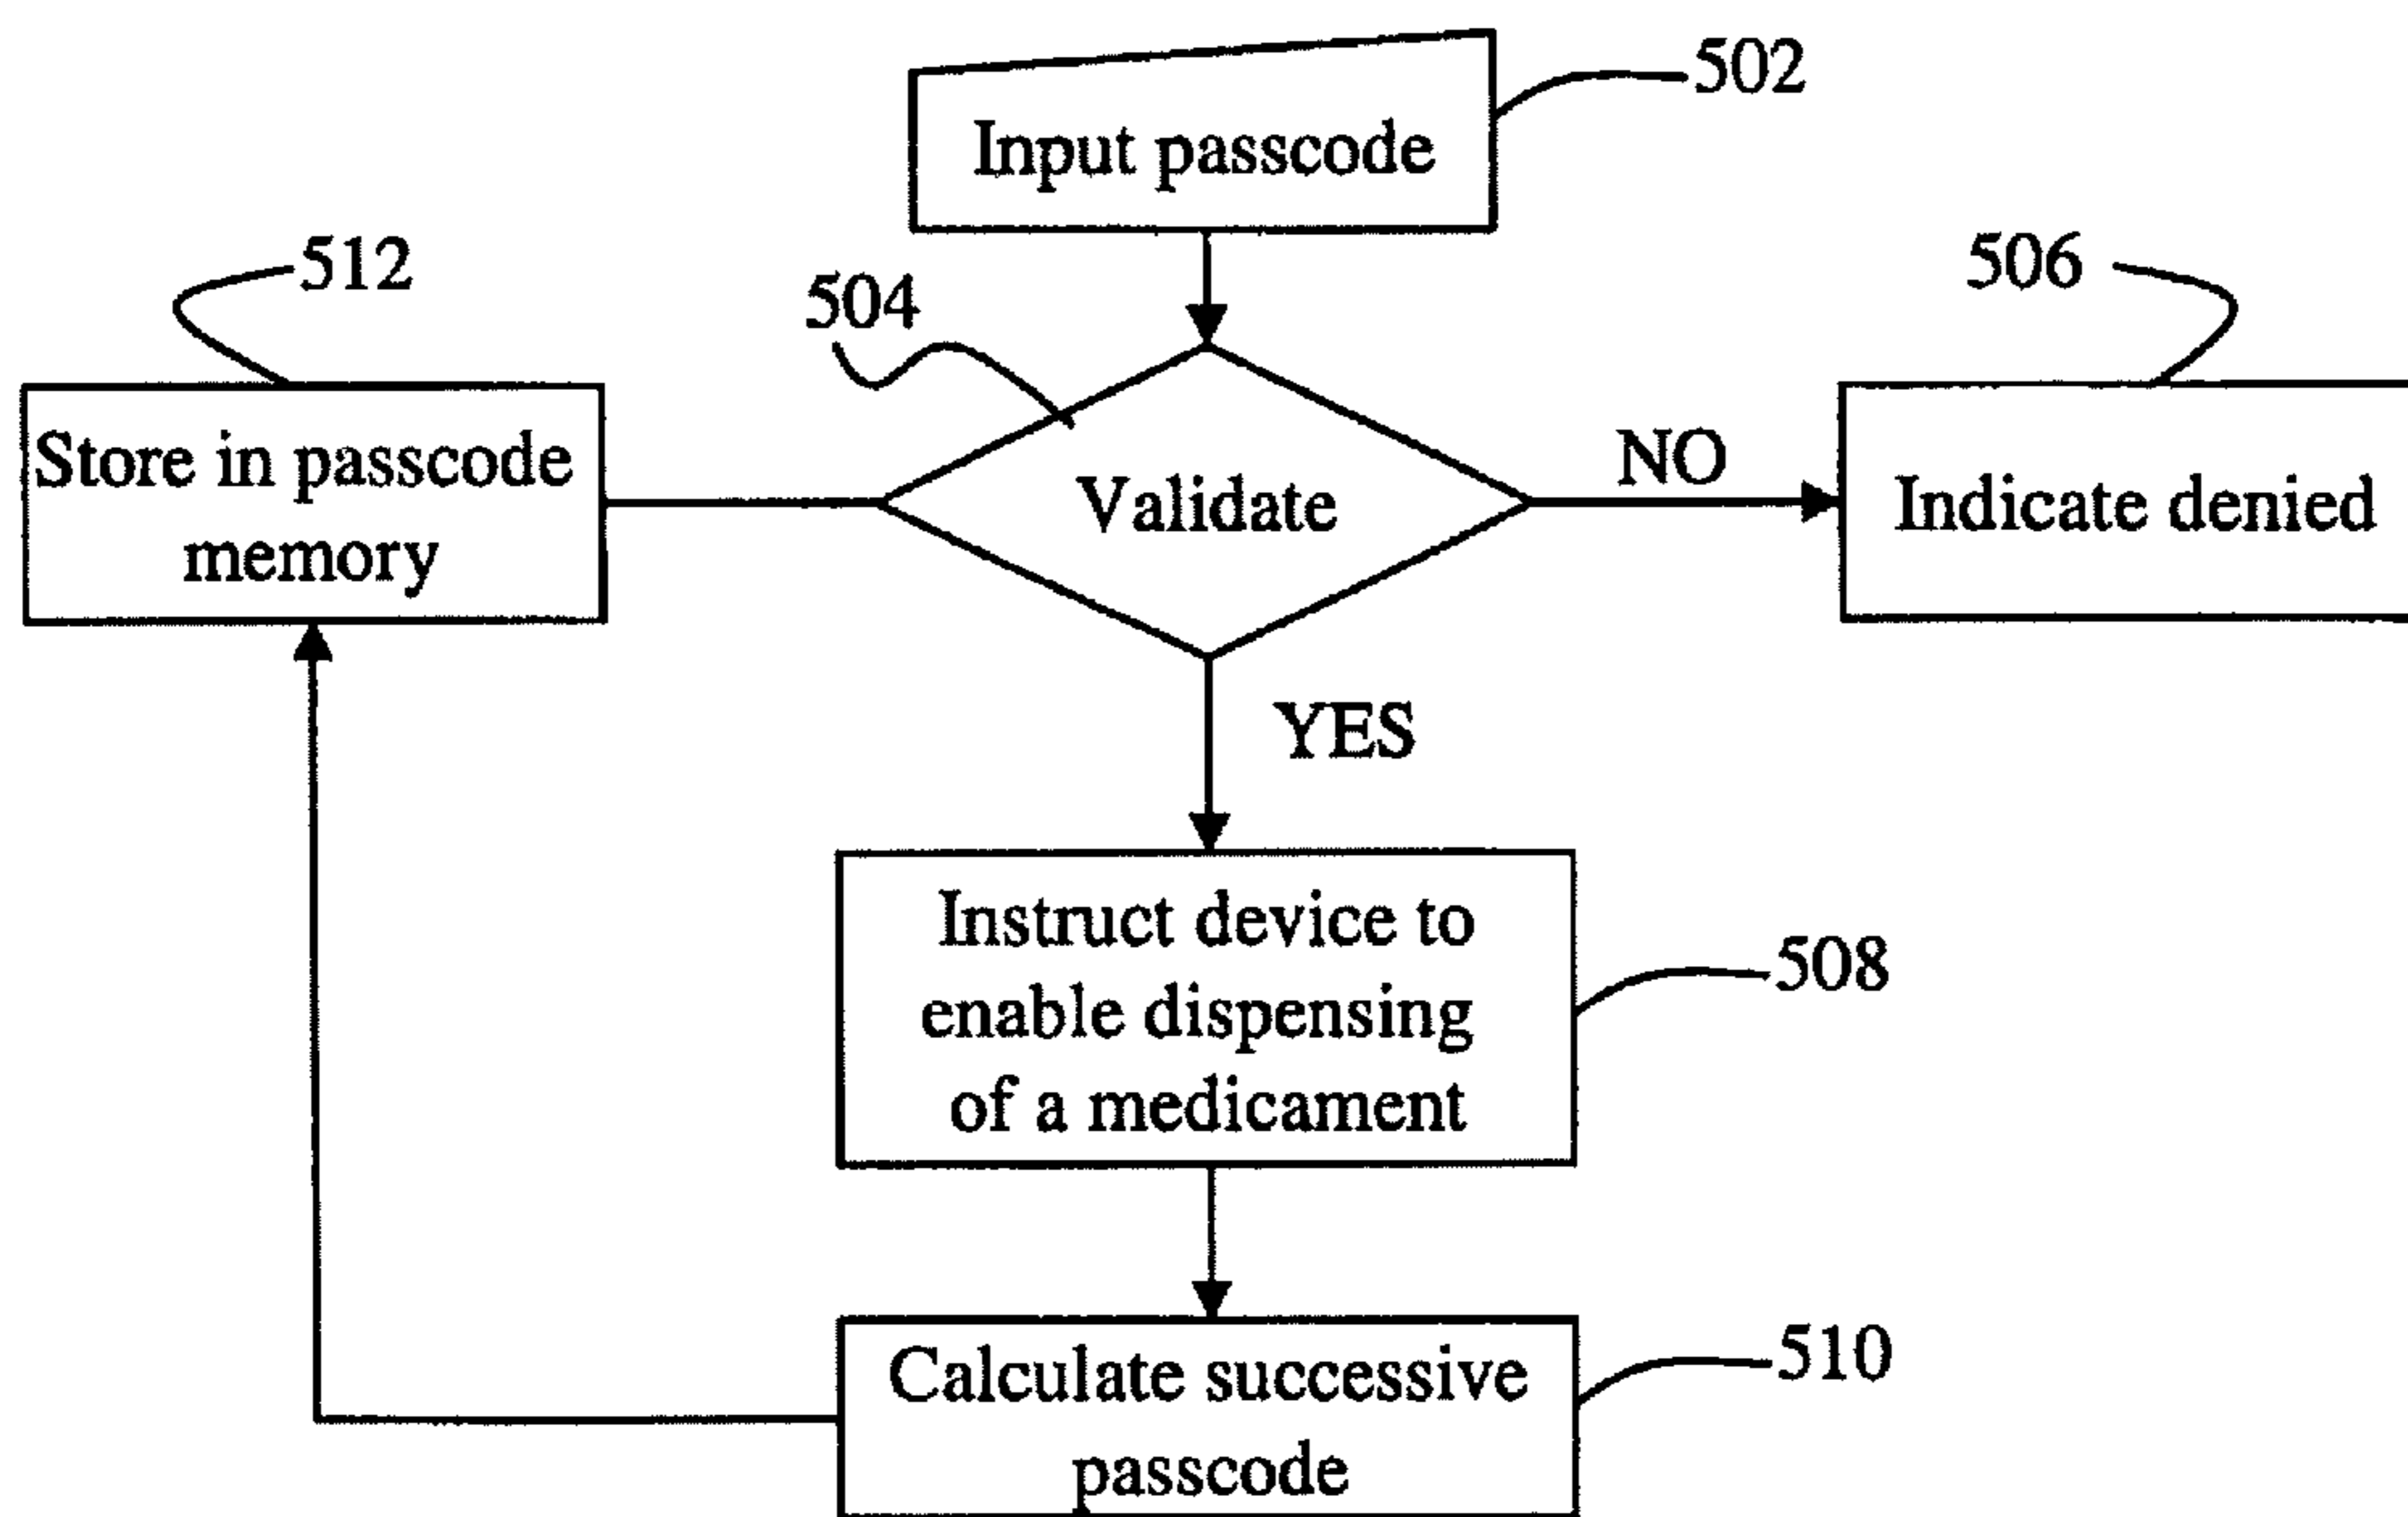 502
Input passcode
512
504
506
Store in passcode
memory
Validate
NO
Indicate denied
YES
Instruct device to
enable dispensing
of a medicament
508
Calculate successive
passcode
510